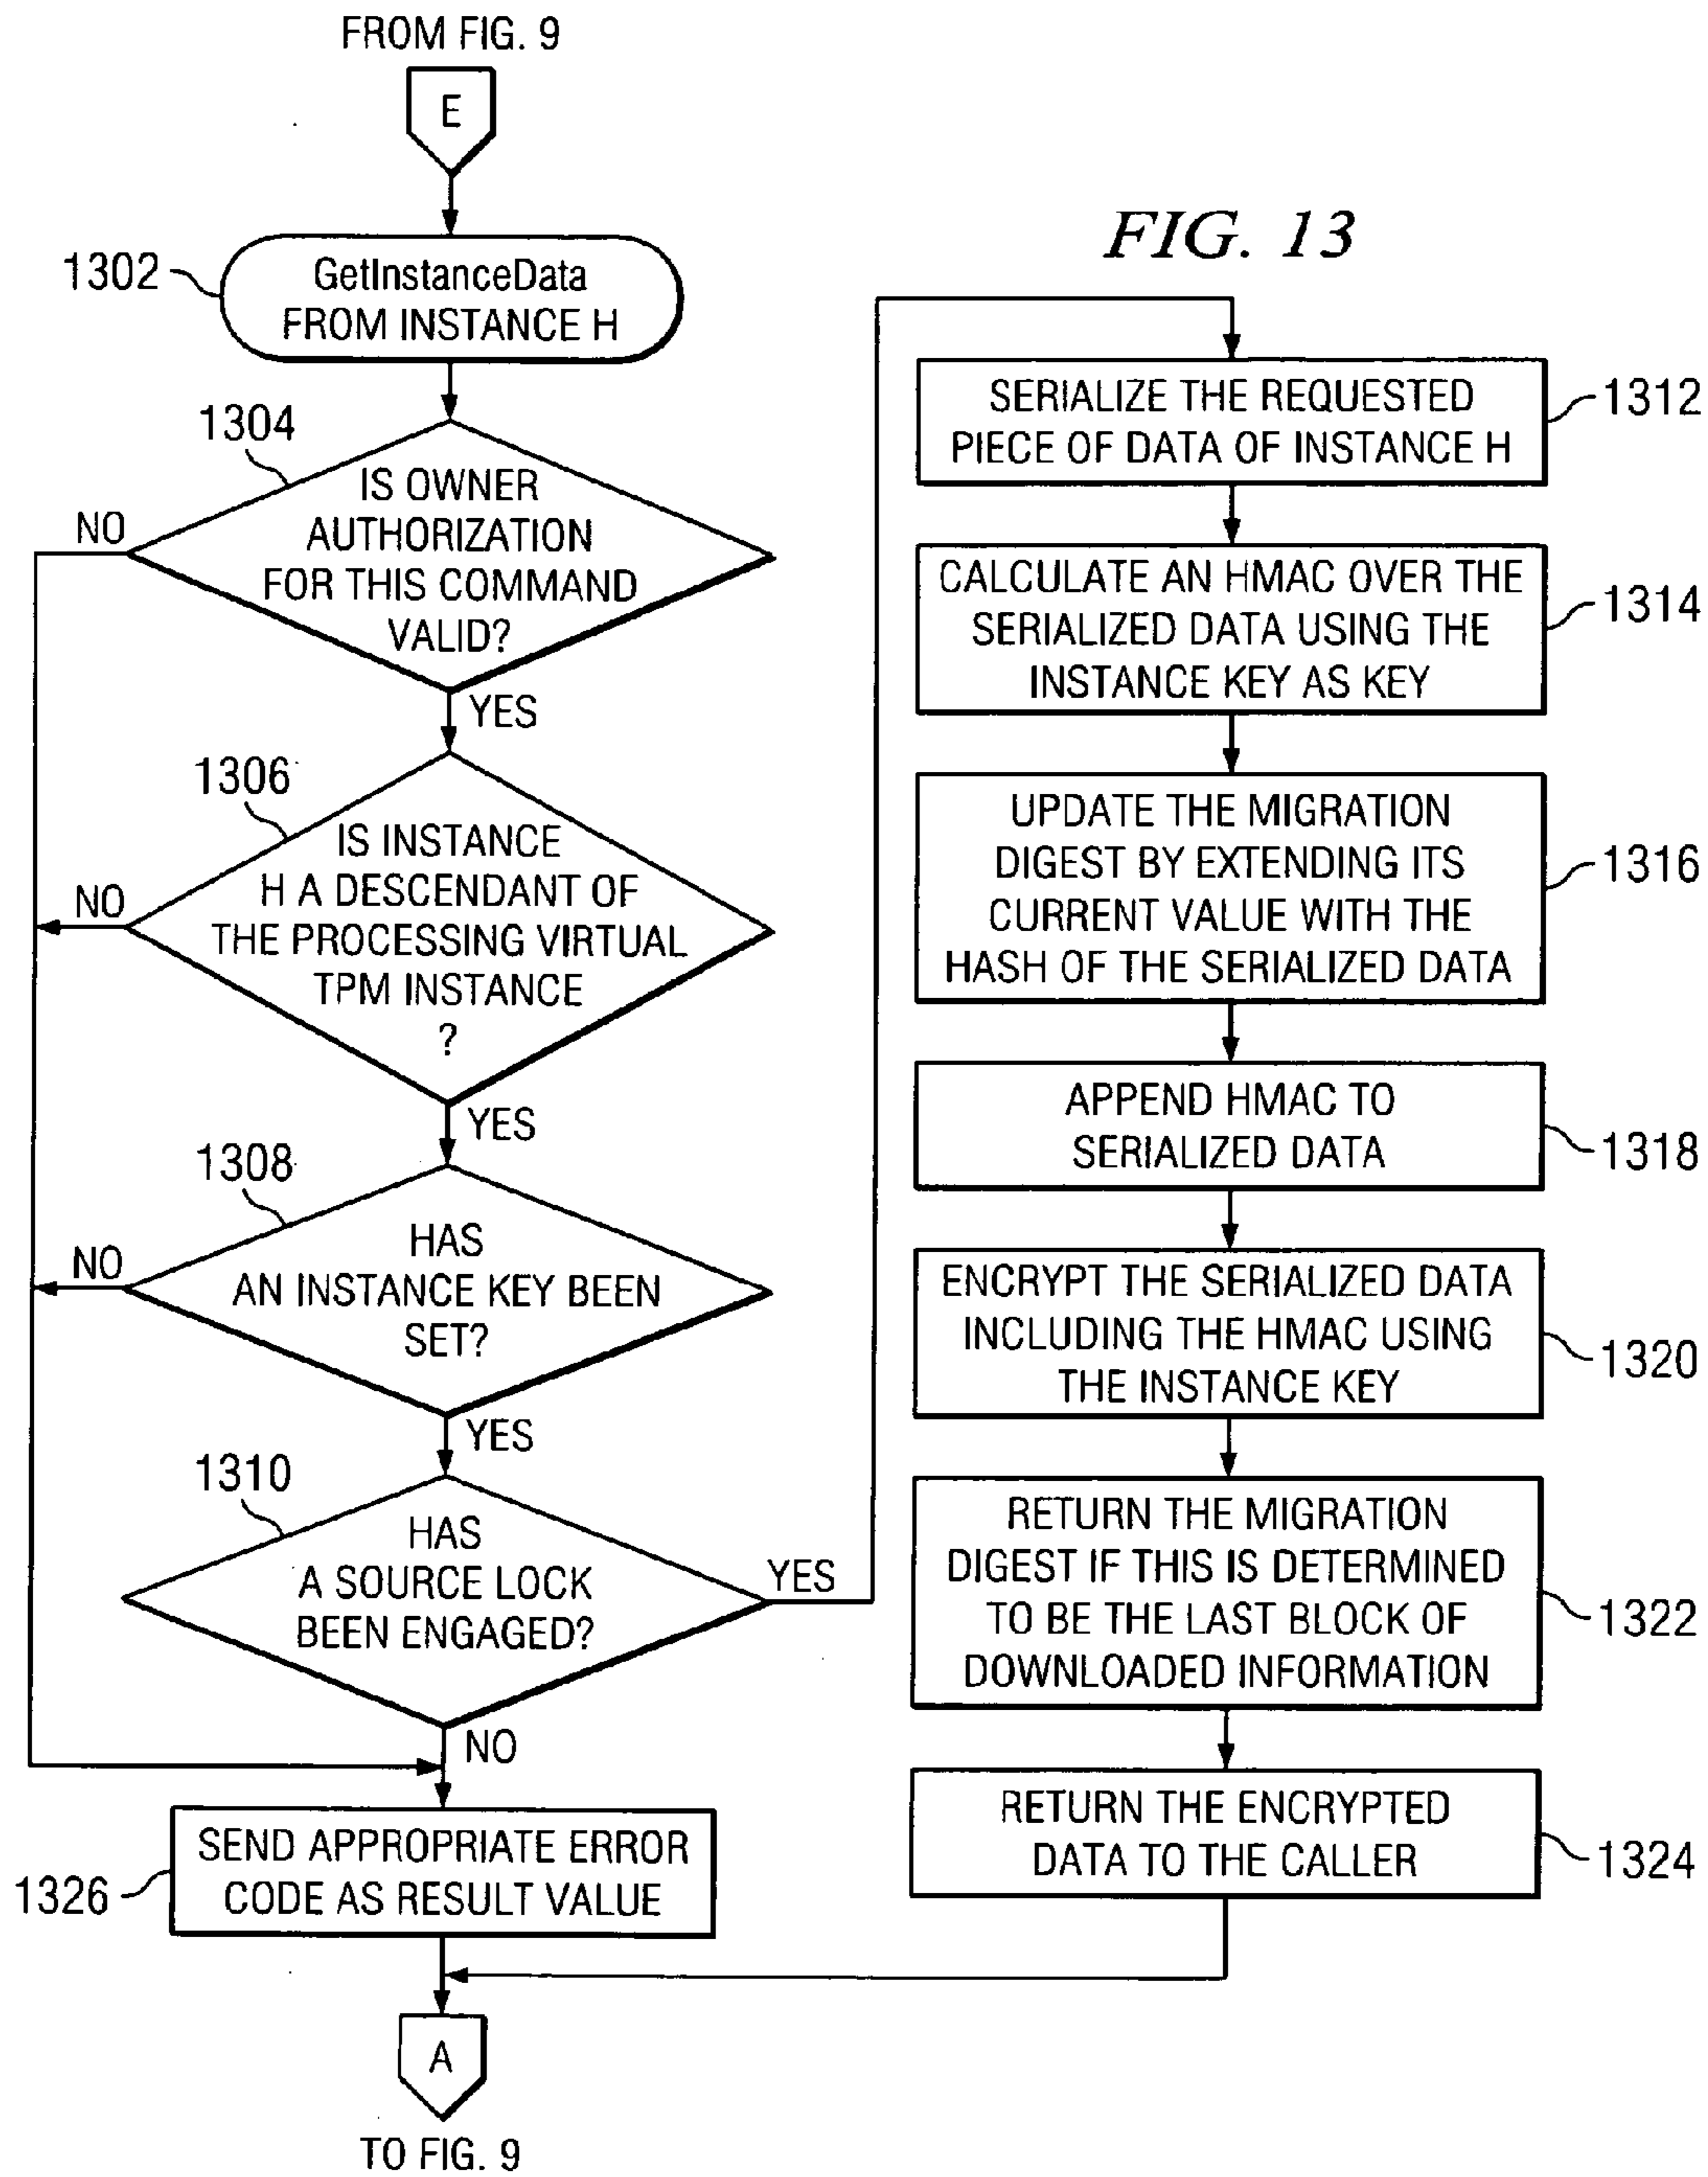 FROM FIG. 9
E
FIG. 13
1302
GetInstanceData
FROM INSTANCE H
1304
IS OWNER
AUTHORIZATION
FOR THIS COMMAND
VALID?
NO
YES
1306
IS INSTANCE
H A DESCENDANT OF
THE PROCESSING VIRTUAL
TPM INSTANCE
?
NO
YES
1308
HAS
AN INSTANCE KEY BEEN
SET?
NO
YES
1310
HAS
A SOURCE LOCK
BEEN ENGAGED?
YES
NO
1326
SEND APPROPRIATE ERROR
CODE AS RESULT VALUE
SERIALIZE THE REQUESTED
PIECE OF DATA OF INSTANCE H
1312
CALCULATE AN HMAC OVER THE
SERIALIZED DATA USING THE
INSTANCE KEY AS KEY
1314
UPDATE THE MIGRATION
DIGEST BY EXTENDING ITS
CURRENT VALUE WITH THE
HASH OF THE SERIALIZED DATA
1316
APPEND HMAC TO
SERIALIZED DATA
1318
ENCRYPT THE SERIALIZED DATA
INCLUDING THE HMAC USING
THE INSTANCE KEY
1320
RETURN THE MIGRATION
DIGEST IF THIS IS DETERMINED
TO BE THE LAST BLOCK OF
DOWNLOADED INFORMATION
1322
RETURN THE ENCRYPTED
DATA TO THE CALLER
1324
A
TO FIG. 9